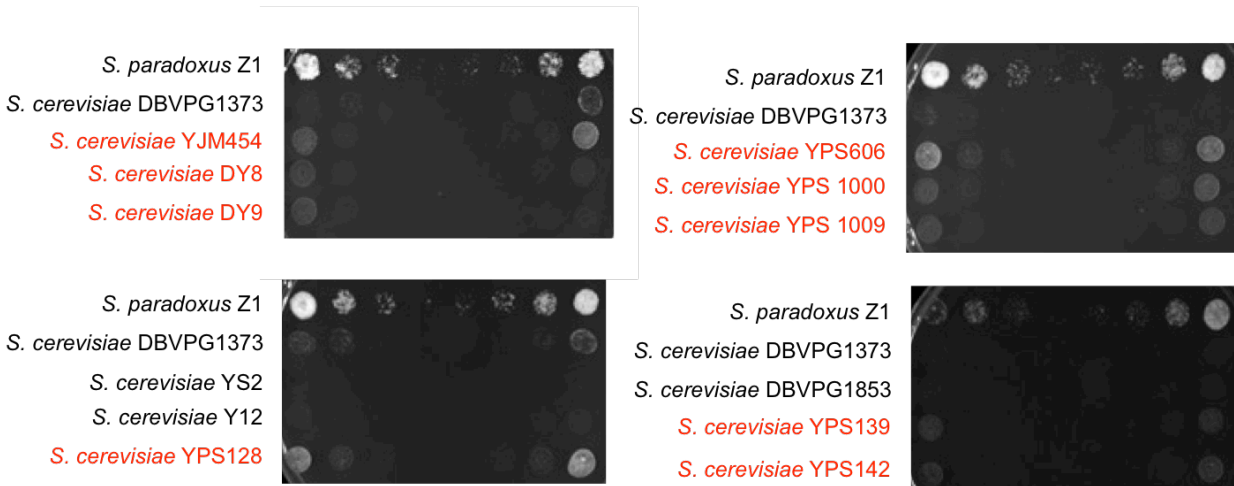 S. paradoxus Z1
S. cerevisiae DBVPG1373
S. cerevisiae YJM454
S. cerevisiae DY8
S. cerevisiae DY9
S. paradoxus Z1
S. cerevisiae DBVPG1373
S. cerevisiae YPS606
S. cerevisiae YPS 1000
S. cerevisiae YPS 1009
S. paradoxus Z1
S. cerevisiae DBVPG1373
S. cerevisiae YS2
S. cerevisiae Y12
S. cerevisiae YPS128
S. paradoxus Z1
S. cerevisiae DBVPG1373
S. cerevisiae DBVPG1853
S. cerevisiae YPS139
S. cerevisiae YPS142